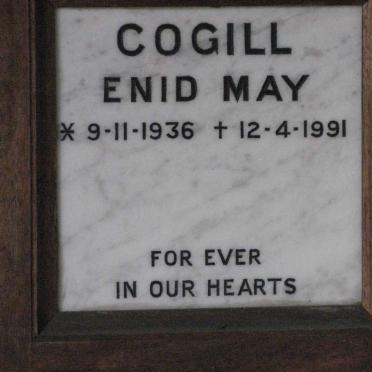 COGILL
ENID MAY
* 9-11-1936 † 12-4-1991
FOR EVER
IN OUR HEARTS